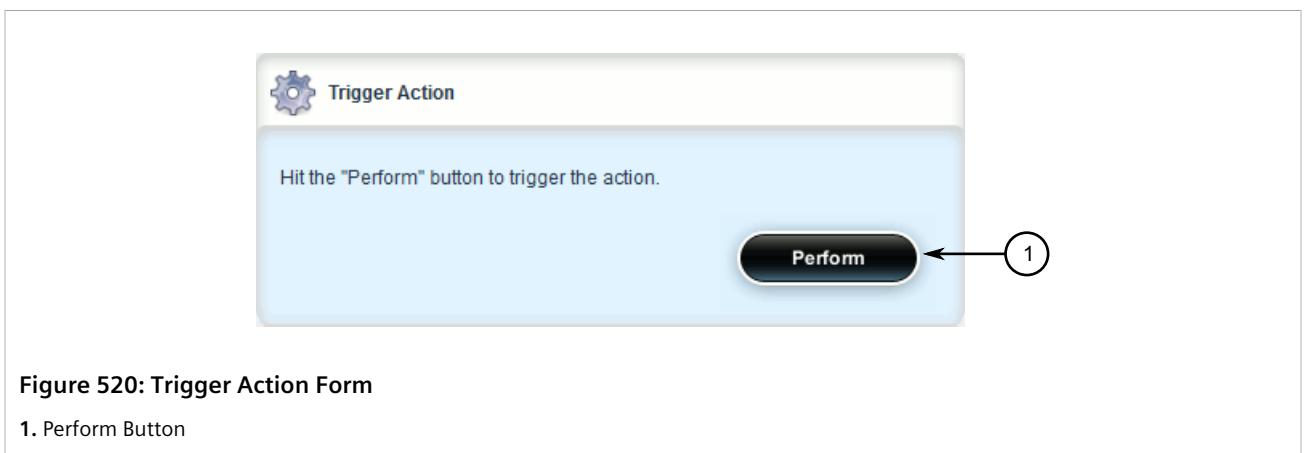 Trigger Action
Hit the "Perform" button to trigger the action.
Perform
1
Figure 520: Trigger Action Form
1. Perform Button